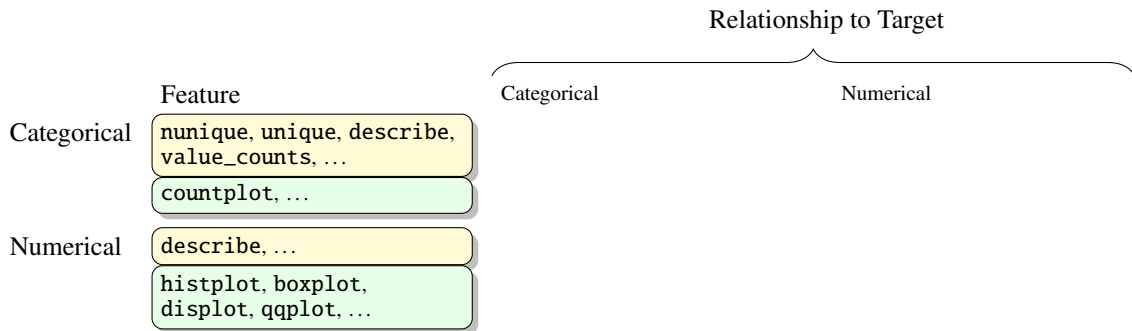 Relationship to Target
Feature
Categorical
Numerical
Categorical
nunique, unique, describe,
value_counts, ...
countplot, ...
Numerical
describe, ...
histplot, boxplot,
displot, qqplot, ...